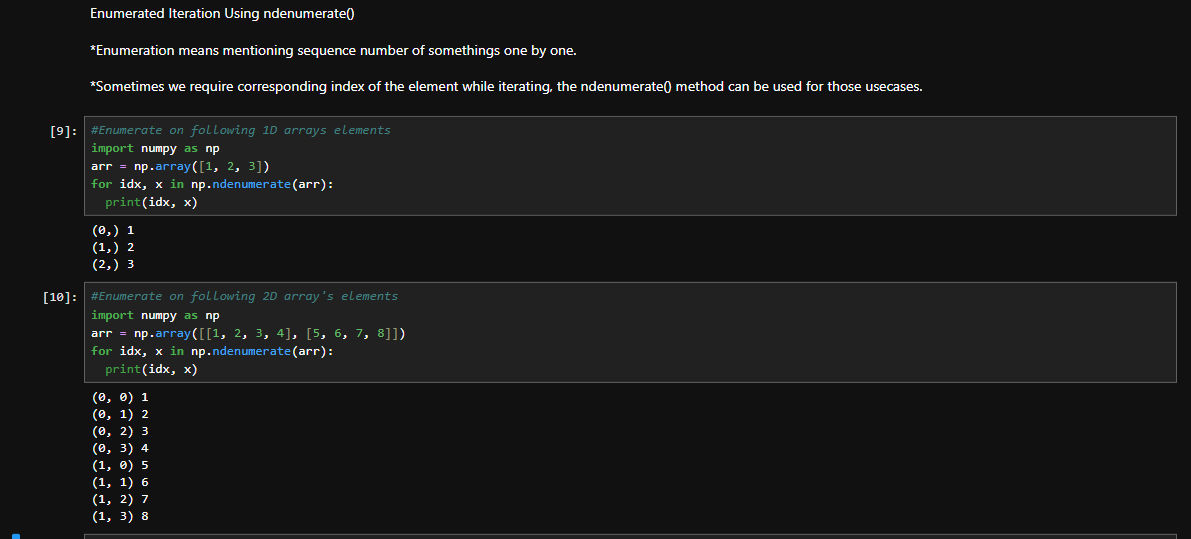 Enumerated Iteration Using ndenumerate()
*Enumeration means mentioning sequence number of somethings one by one.
*Sometimes we require corresponding index of the element while iterating, the ndenumerate() method can be used for those usecases.
[9]: #Enumerate on following 1D arrays elements
import numpy as np
arr = np.array([1, 2, 3])
for idx, x in np.ndenumerate(arr):
  print(idx, x)
(0,) 1
(1,) 2
(2,) 3
[10]: #Enumerate on following 2D array's elements
import numpy as np
arr = np.array([[1, 2, 3, 4], [5, 6, 7, 8]])
for idx, x in np.ndenumerate(arr):
  print(idx, x)
(0, 0) 1
(0, 1) 2
(0, 2) 3
(0, 3) 4
(1, 0) 5
(1, 1) 6
(1, 2) 7
(1, 3) 8